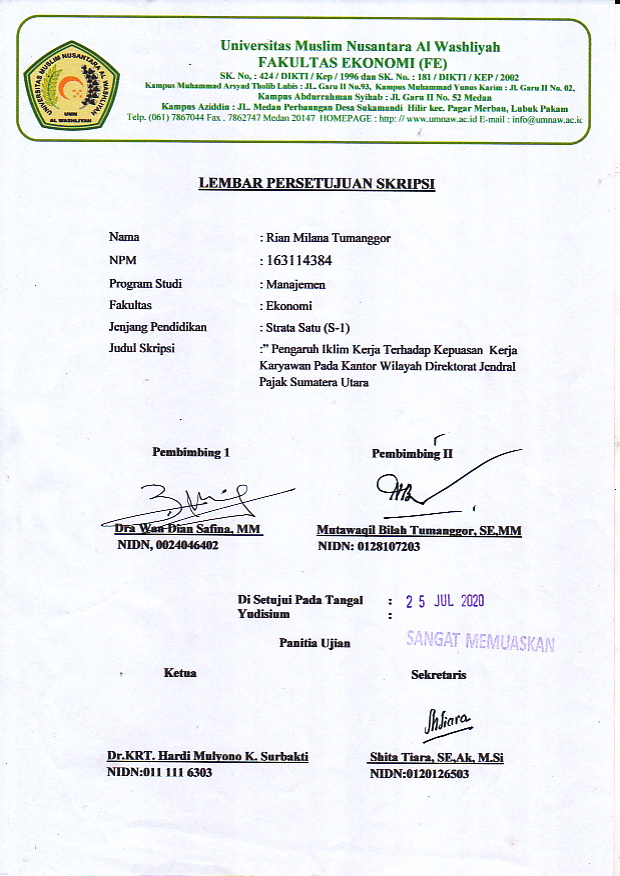 Universitas Muslim Nusantara Al Washliyah
FAKULTAS EKONOMI (FE)
SK. No, : 424 / DIKTI / Kep / 1996 dan SK. No. : 181 / DIKTI / KEP / 2002
Kampus Muhammad Arsyad Tholib Lubis : JL. Garu II No.93, Kampus Muhammad Yunus Karim : Jl. Garu II No. 02,
Kampus Abdurrahman Syihab : Jl. Garu II No. 52 Medan
Kampus Aziddin : JL. Medan Perbaungan Desa Sukamandi Hilir kec. Pagar Merbau, Lubuk Pakam
Telp. (061) 7867044 Fax . 7862747 Medan 20147 HOMEPAGE : http: // www.umnaw.ac.id E-mail : info@umnaw.ac.id
UNIVERSITAS MUSLIM NUSANTARA AL WASHLIYAH
UMN
AL WASHLIYAH
LEMBAR PERSETUJUAN SKRIPSI
Nama : Rian Milana Tumanggor
NPM : 163114384
Program Studi : Manajemen
Fakultas : Ekonomi
Jenjang Pendidikan : Strata Satu (S-1)
Judul Skripsi :” Pengaruh Iklim Kerja Terhadap Kepuasan Kerja
Karyawan Pada Kantor Wilayah Direktorat Jendral
Pajak Sumatera Utara
Pembimbing 1 Pembimbing II
Dra Wan Dian Safina, MM Mutawaqil Bilah Tumanggor, SE,MM
NIDN, 0024046402 NIDN: 0128107203
Di Setujui Pada Tangal : 25 JUL 2020
Yudisium :
SANGAT MEMUASKAN
Panitia Ujian
Ketua Sekretaris
Shtiara
Dr.KRT. Hardi Mulyono K. Surbakti Shita Tiara, SE,Ak, M.Si
NIDN:011 111 6303 NIDN:0120126503